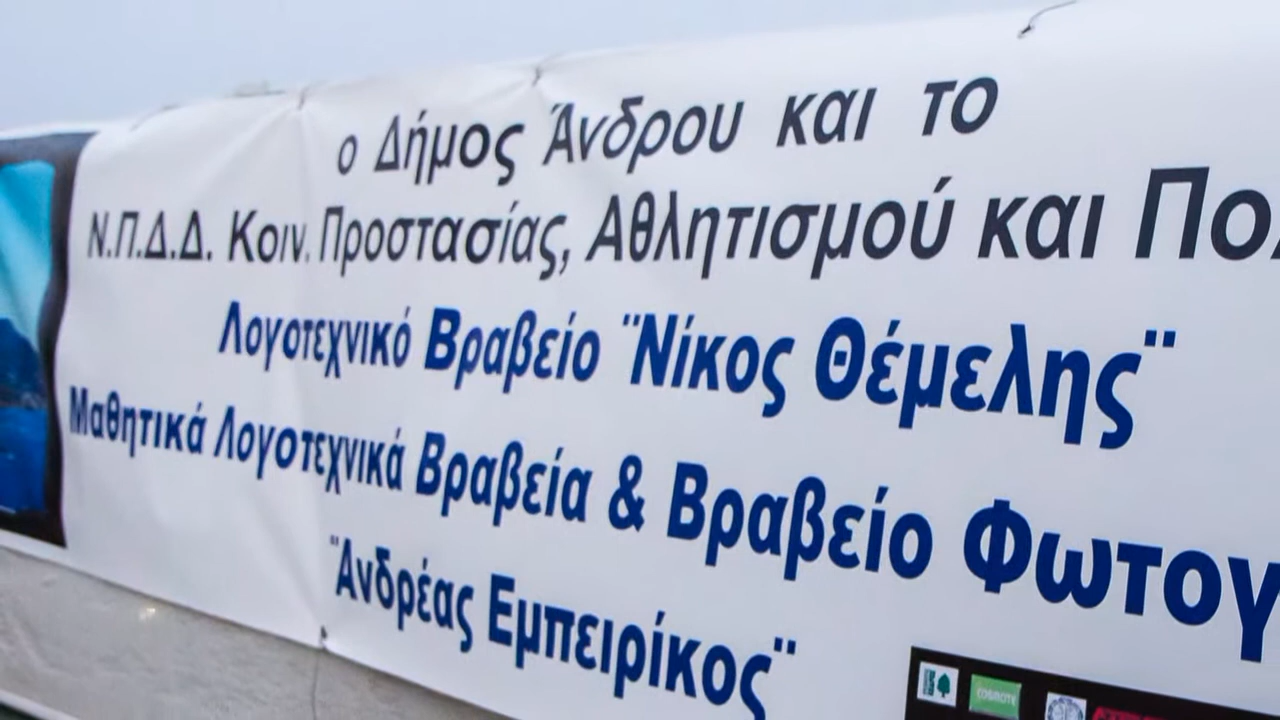 ο Δήμος Άνδρου και το
Ν.Π.Δ.Δ. Κοιν. Προστασίας, Αθλητισμού και
Λογοτεχνικό Βραβείο ¨Νίκος Θέμελης¨
Μαθητικά Λογοτεχνικά Βραβεία & Βραβείο
¨Ανδρέας Εμπειρίκος¨